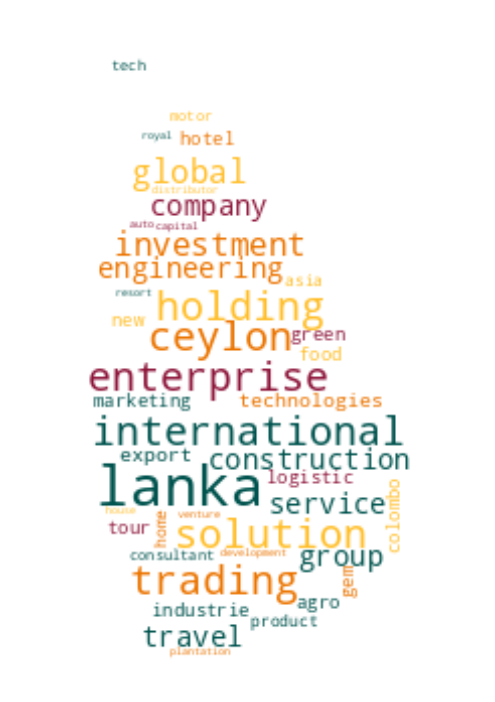 tech
motor
royal hotel
global
distributor
company
auto capital
investment
engineering
asia
resort holding
new
ceylon green
food
enterprise
marketing technologies
international
export construction
lanka logistic
service
house venture
tour home solution colombo
consultant development group
trading gem
industrie agro
product
travel
plantation